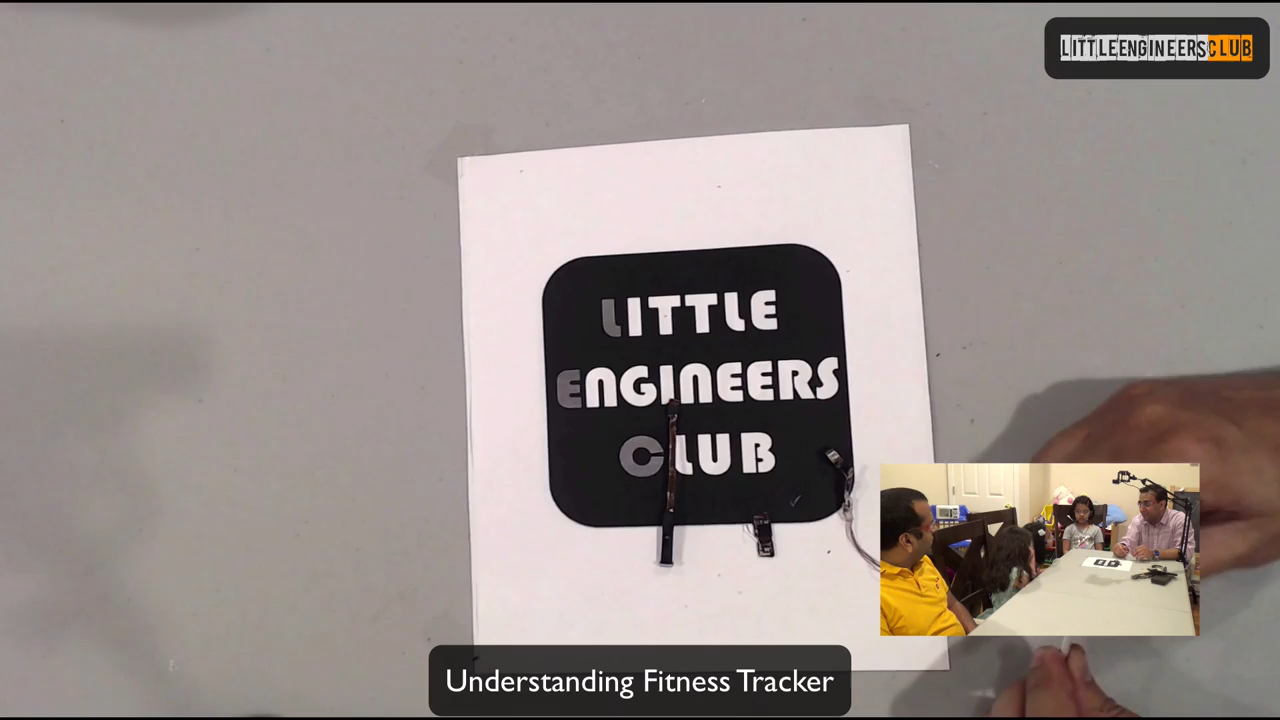 LITTLEENGINEERSCLUB
LITTLE
ENGINEERS
CLUB
Understanding Fitness Tracker